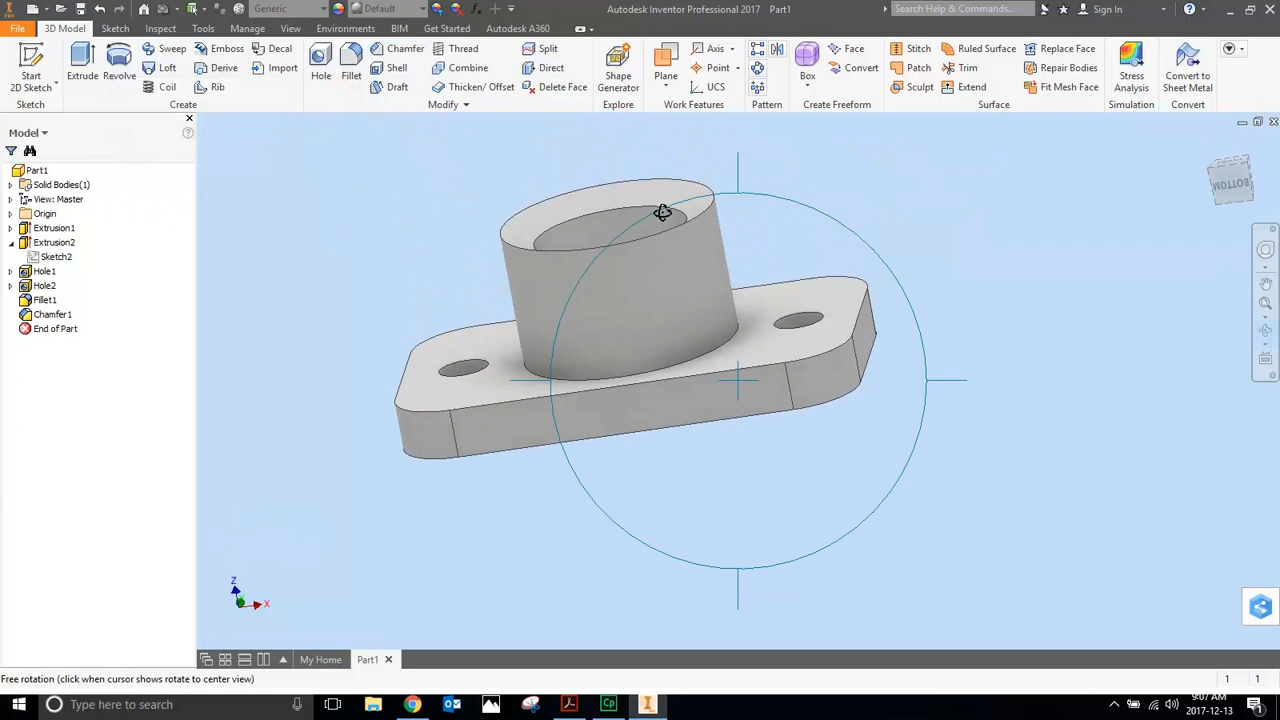 Generic
Default
Autodesk Inventor Professional 2017 Part1
Search Help & Commands...
Sign In
File
3D Model
Sketch
Inspect
Tools
Manage
View
Environments
BIM
Get Started
Autodesk A360
Start
2D Sketch
Sketch
Extrude
Revolve
Sweep
Loft
Coil
Emboss
Derive
Rib
Decal
Import
Create
Hole
Fillet
Chamfer
Shell
Draft
Thread
Combine
Thicken/ Offset
Split
Direct
Delete Face
Modify
Shape
Generator
Explore
Plane
Axis
Point
UCS
Work Features
Pattern
Box
Face
Convert
Create Freeform
Stitch
Patch
Sculpt
Ruled Surface
Trim
Extend
Replace Face
Repair Bodies
Fit Mesh Face
Surface
Stress
Analysis
Simulation
Convert to
Sheet Metal
Convert
Model
Part1
Solid Bodies(1)
View: Master
Origin
Extrusion1
Extrusion2
Sketch2
Hole1
Hole2
Fillet1
Chamfer1
End of Part
BOTTOM
Z
X
My Home
Part1
Free rotation (click when cursor shows rotate to center view)
1
1
Type here to search
9:07 AM
2017-12-13